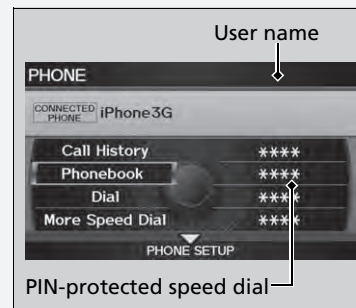 User name
PHONE
CONNECTED PHONE iPhone3G
Call History ****
Phonebook ****
Dial ****
More Speed Dial ****
PHONE SETUP
PIN-protected speed dial